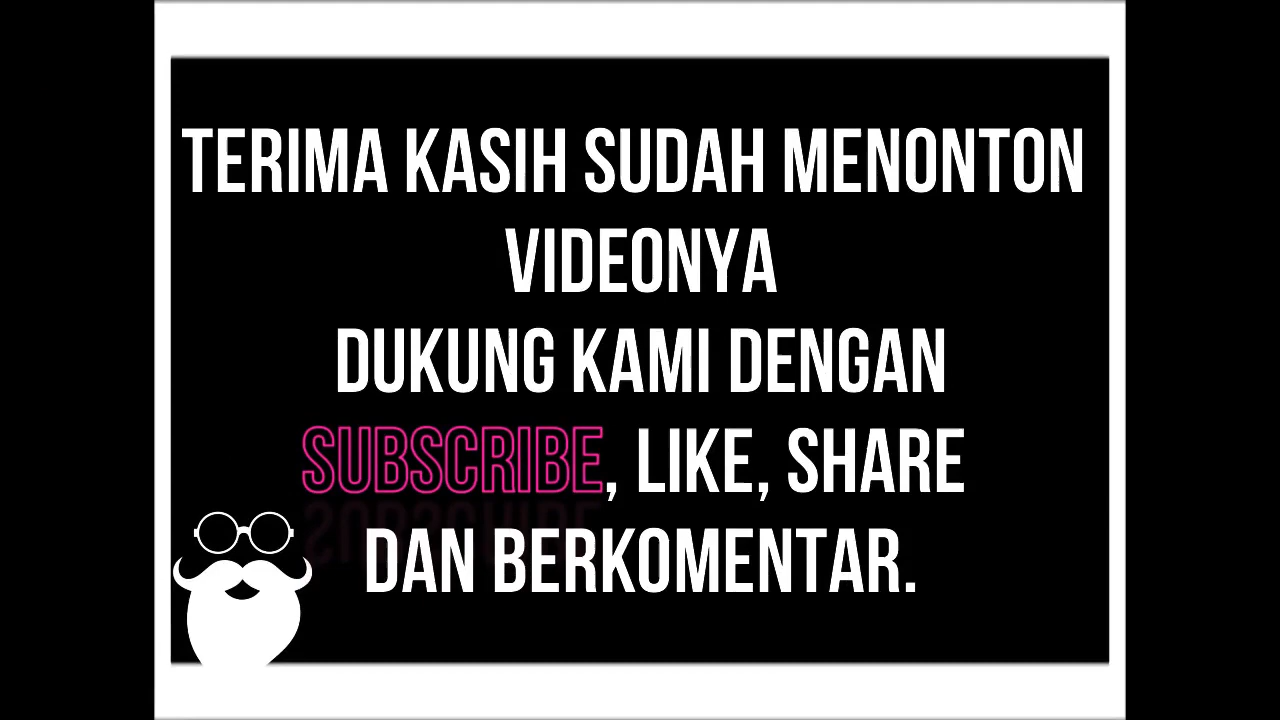 TERIMA KASIH SUDAH MENONTON
VIDEONYA
DUKUNG KAMI DENGAN
SUBSCRIBE, LIKE, SHARE
DAN BERKOMENTAR.